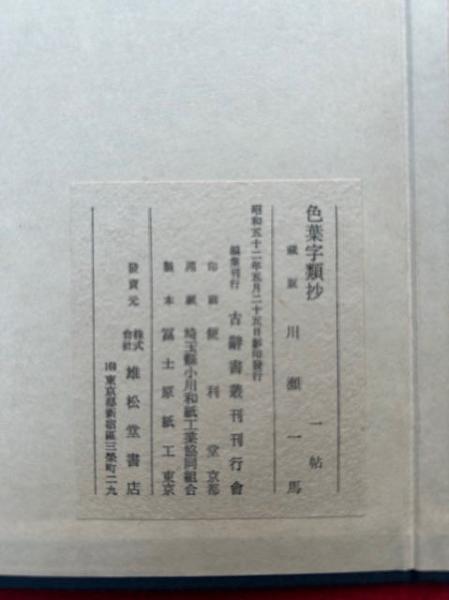 色葉字類抄 一帖
藏版 川瀬一馬
昭和五十二年五月二十五日影印發行
編集刊行 古辭書叢刊刊行會
印刷 便利堂 京都
用紙 埼玉縣小川和紙工業協同組合
製本 冨士原紙工 東京
發賣元 株式會社 雄松堂書店
東京都新宿區三榮町二九